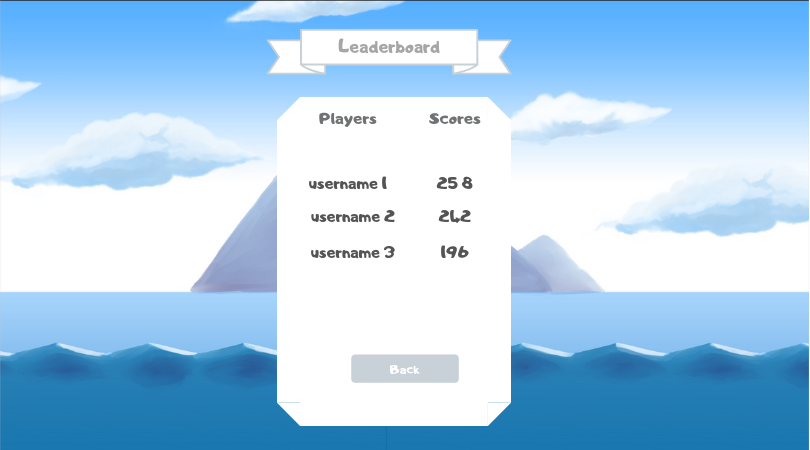 Leaderboard
Players Scores
username 1 258
username 2 242
username 3 196
Back